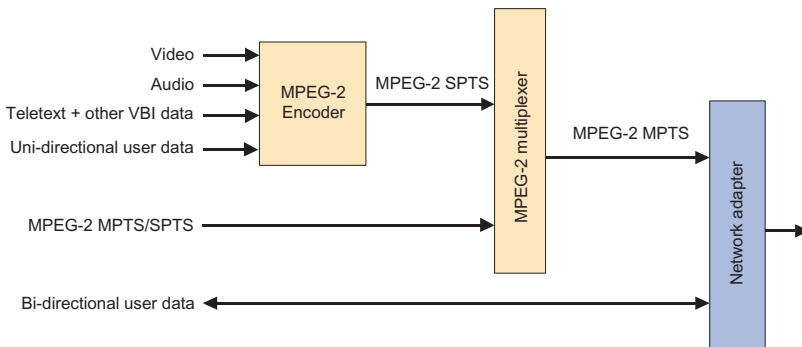 Video
Audio
Teletext + other VBI data
Uni-directional user data
MPEG-2
Encoder
MPEG-2 SPTS
MPEG-2 multiplexer
MPEG-2 MPTS
Network adapter
MPEG-2 MPTS/SPTS
Bi-directional user data